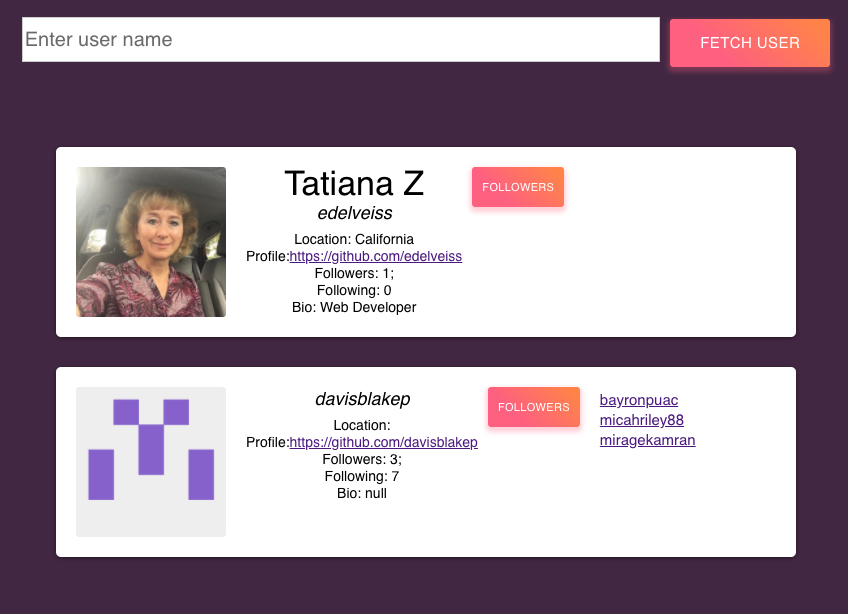 Enter user name
FETCH USER
Tatiana Z
edelveiss
Location: California
Profile:https://github.com/edelveiss
Followers: 1;
Following: 0
Bio: Web Developer
FOLLOWERS
davisblakep
Location:
Profile:https://github.com/davisblakep
Followers: 3;
Following: 7
Bio: null
FOLLOWERS
bayronpuac
micahriley88
miragekamran